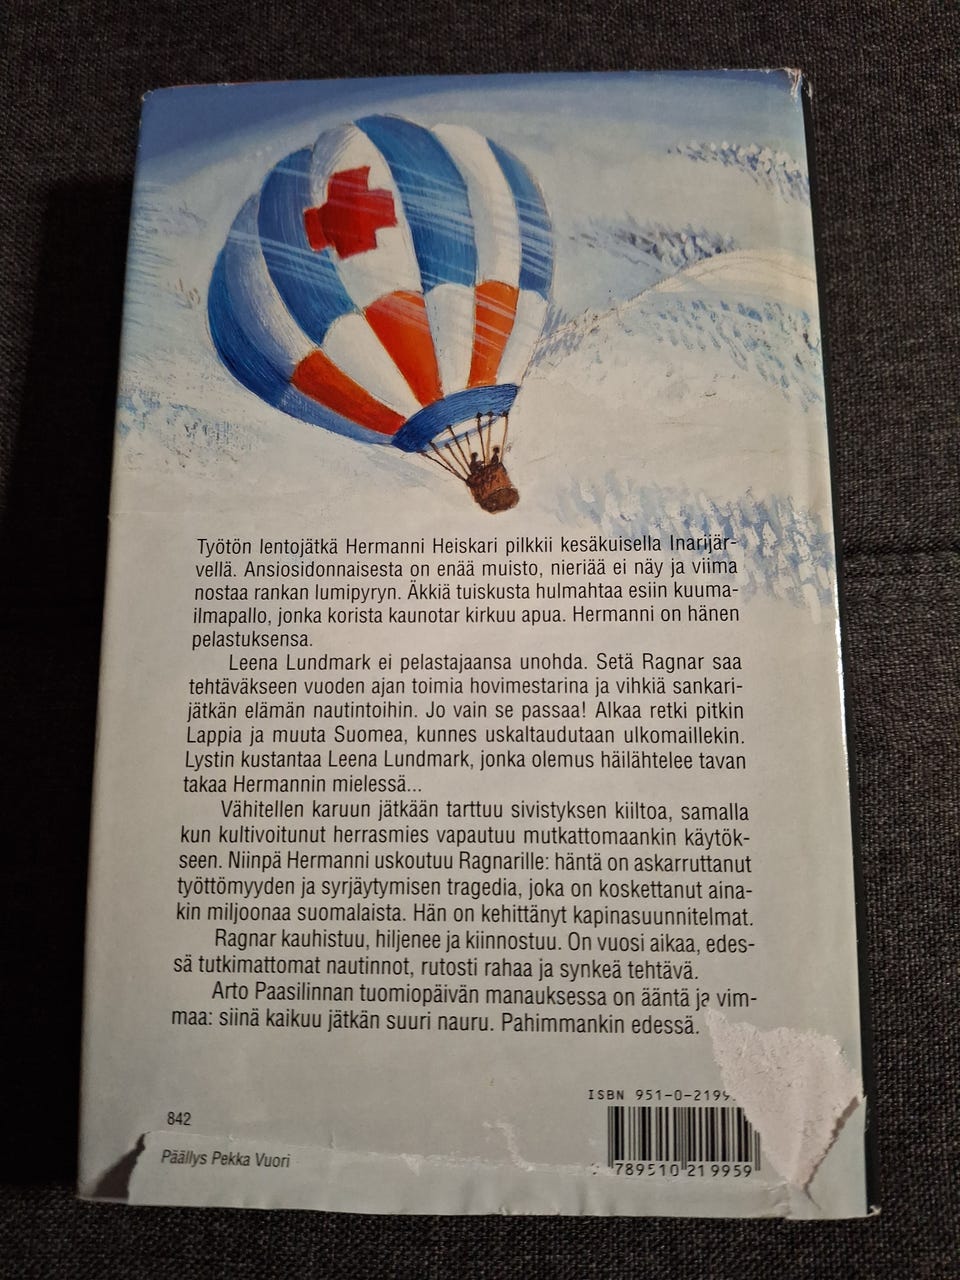 Työtön lentojätkä Hermanni Heiskari pilkkii kesäkuisella Inarijär-
vellä. Ansiosidonnaisesta on enää muisto, nieriää ei näy ja viima
nostaa rankan lumipyryn. Äkkiä tuiskusta hulmahtaa esiin kuuma-
ilmapallo, jonka korista kaunotar kirkuu apua. Hermanni on hänen
pelastuksensa.
Leena Lundmark ei pelastajaansa unohda. Setä Ragnar saa
tehtäväkseen vuoden ajan toimia hovimestarina ja vihkiä sankari-
jätkän elämän nautintoihin. Jo vain se passaa! Alkaa retki pitkin
Lappia ja muuta Suomea, kunnes uskaltaudutaan ulkomaillekin.
Lystin kustantaa Leena Lundmark, jonka olemus häilähtelee tavan
takaa Hermannin mielessä...
Vähitellen karuun jätkään tarttuu sivistyksen kiiltoa, samalla
kun kultivoitunut herrasmies vapautuu mutkattomaankin käytök-
seen. Niinpä Hermanni uskoutuu Ragnarille: häntä on askarruttanut
työttömyyden ja syrjäytymisen tragedia, joka on koskettanut aina-
kin miljoonaa suomalaista. Hän on kehittänyt kapinasuunnitelmat.
Ragnar kauhistuu, hiljenee ja kiinnostuu. On vuosi aikaa, edes-
sä tutkimattomat nautinnot, rutosti rahaa ja synkeä tehtävä.
Arto Paasilinnan tuomiopäivän manauksessa on ääntä ja vim-
maa: siinä kaikuu jätkän suuri nauru. Pahimmankin edessä.
ISBN 951-0-2199
842
Päällys Pekka Vuori
789510 219959